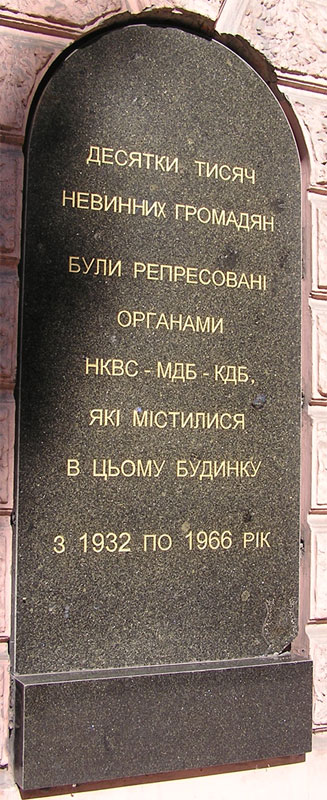 ДЕСЯТКИ ТИСЯЧ
НЕВИННИХ ГРОМАДЯН
БУЛИ РЕПРЕСОВАНІ
ОРГАНАМИ
НКВС - МДБ - КДБ,
ЯКІ МІСТИЛИСЯ
В ЦЬОМУ БУДИНКУ
З 1932 ПО 1966 РІК